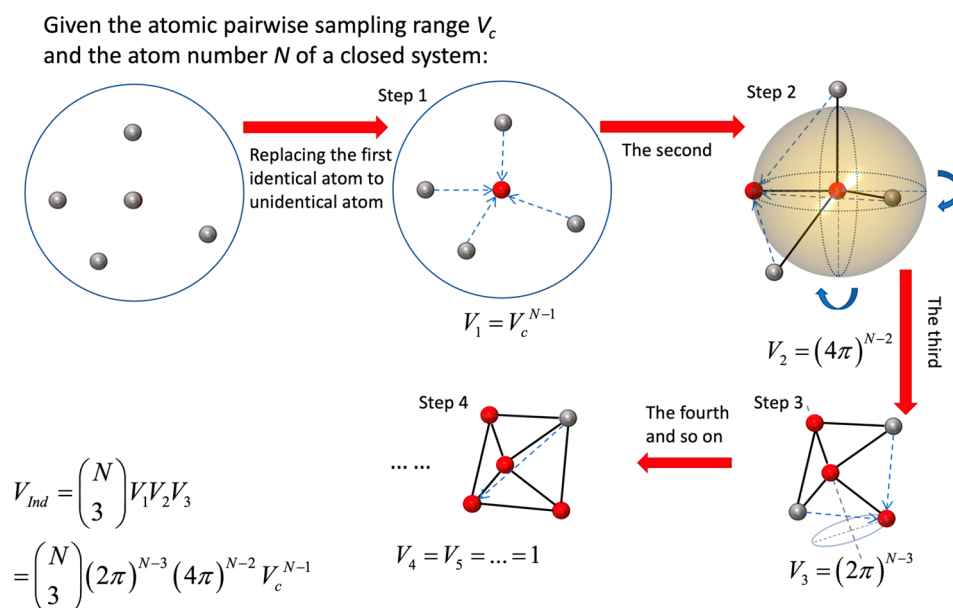 Given the atomic pairwise sampling range V_c
and the atom number N of a closed system:
Step 1
Replacing the first
identical atom to
unidentical atom
V_1 = V_c^{N-1}
The second
Step 2
V_2 = (4π)^{N-2}
The third
Step 3
V_3 = (2π)^{N-3}
The fourth
and so on
Step 4
... ...
V_4 = V_5 = ... = 1
V_{Ind} = \binom{N}{3} V_1 V_2 V_3
= \binom{N}{3} (2π)^{N-3} (4π)^{N-2} V_c^{N-1}